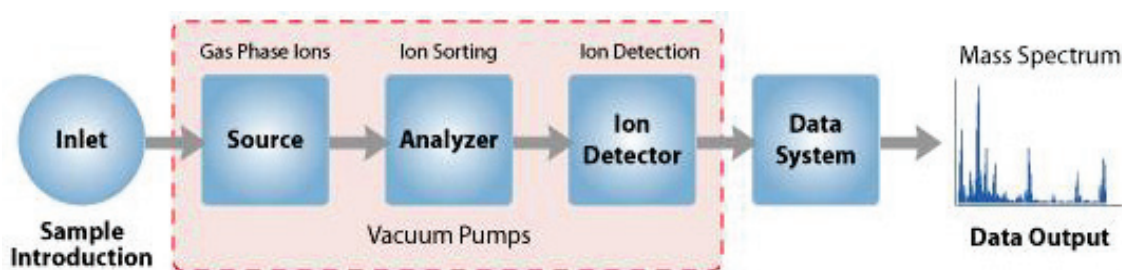 Gas Phase Ions
Ion Sorting
Ion Detection
Mass Spectrum
Inlet
Source
Analyzer
Ion
Detector
Data
System
Sample
Introduction
Vacuum Pumps
Data Output